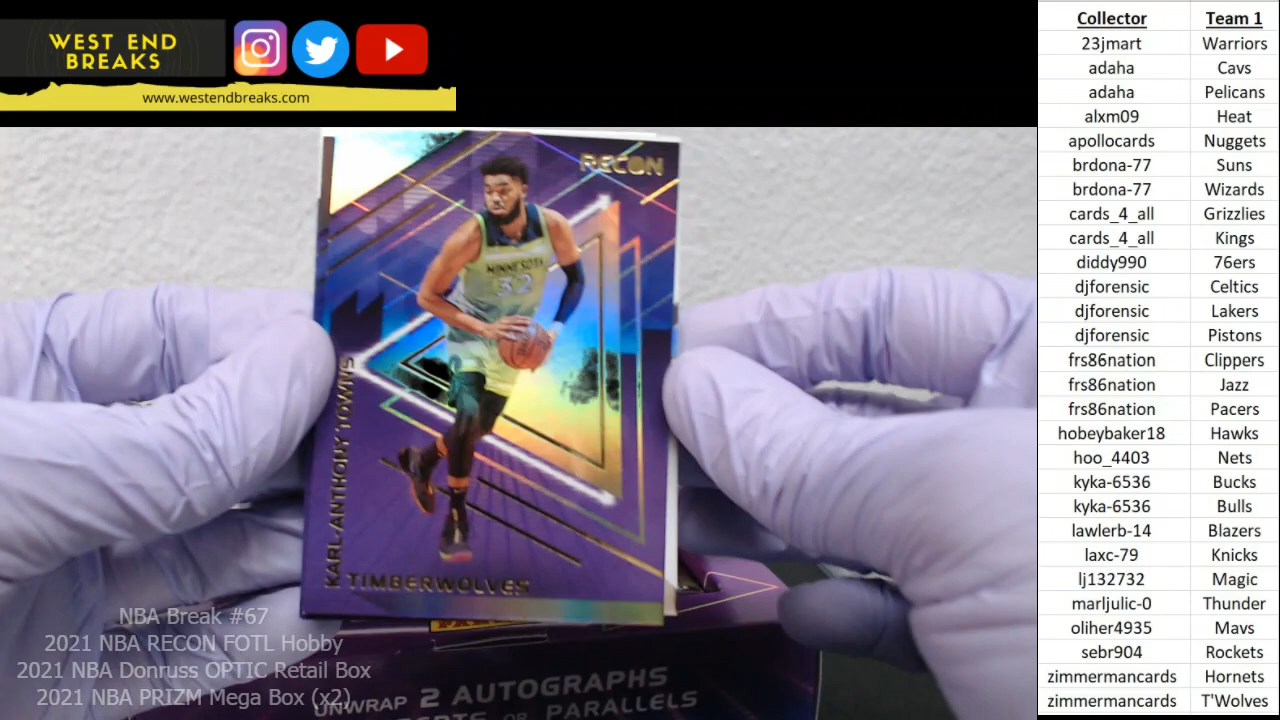 WEST END
BREAKS
www.westendbreaks.com
RECON
MINNESOTA
32
KARL-ANTHONY TOWNS
TIMBERWOLVES
NBA Break #67
2021 NBA RECON FOTL Hobby
2021 NBA Donruss OPTIC Retail Box
2021 NBA PRIZM Mega Box (x2)
UNWRAP 2 AUTOGRAPHS
OR PARALLELS
Collector Team 1
23jmart Warriors
adaha Cavs
adaha Pelicans
alxm09 Heat
apollocards Nuggets
brdona-77 Suns
brdona-77 Wizards
cards_4_all Grizzlies
cards_4_all Kings
diddy990 76ers
djforensic Celtics
djforensic Lakers
djforensic Pistons
frs86nation Clippers
frs86nation Jazz
frs86nation Pacers
hobeybaker18 Hawks
hoo_4403 Nets
kyka-6536 Bucks
kyka-6536 Bulls
lawlerb-14 Blazers
laxc-79 Knicks
lj132732 Magic
marljulic-0 Thunder
oliher4935 Mavs
sebr904 Rockets
zimmermancards Hornets
zimmermancards T'Wolves